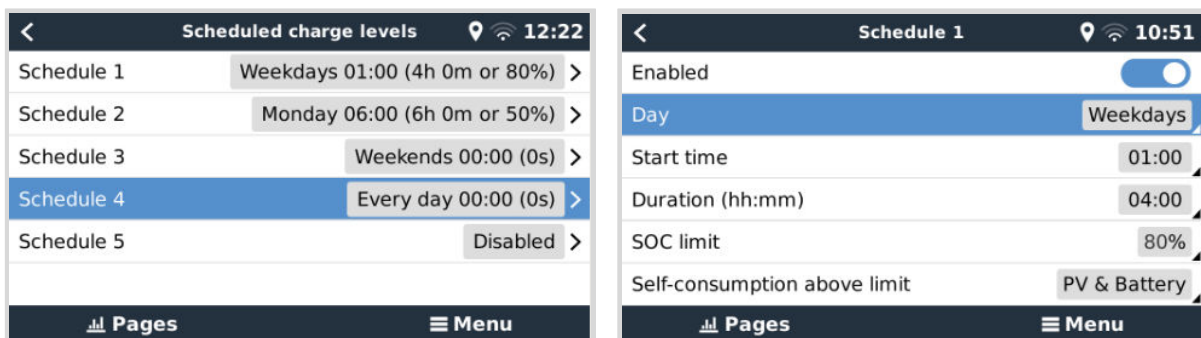 Scheduled charge levels 12:22
Schedule 1 Weekdays 01:00 (4h 0m or 80%)
Schedule 2 Monday 06:00 (6h 0m or 50%)
Schedule 3 Weekends 00:00 (0s)
Schedule 4 Every day 00:00 (0s)
Schedule 5 Disabled
Pages Menu
Schedule 1 10:51
Enabled
Day Weekdays
Start time 01:00
Duration (hh:mm) 04:00
SOC limit 80%
Self-consumption above limit PV & Battery
Pages Menu